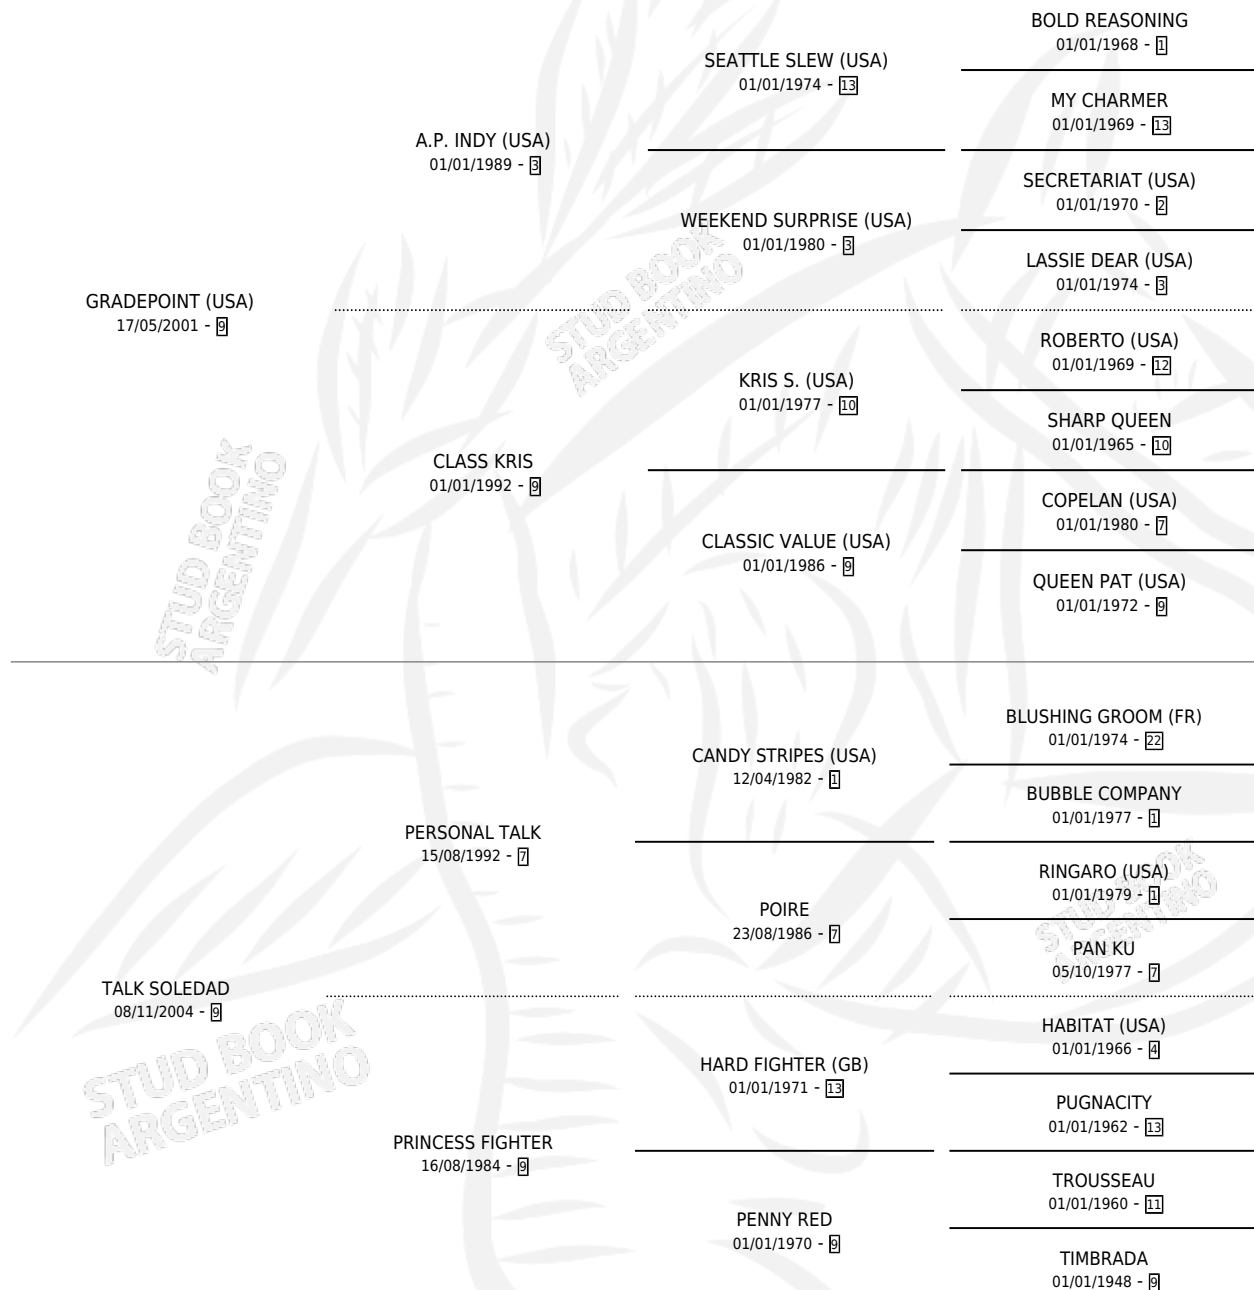 BOLD REASONING
01/01/1968 - 1
SEATTLE SLEW (USA)
01/01/1974 - 13
MY CHARMER
01/01/1969 - 13
A.P. INDY (USA)
01/01/1989 - 3
SECRETARIAT (USA)
01/01/1970 - 2
WEEKEND SURPRISE (USA)
01/01/1980 - 3
LASSIE DEAR (USA)
01/01/1974 - 3
GRADEPOINT (USA)
17/05/2001 - 9
ROBERTO (USA)
01/01/1969 - 12
KRIS S. (USA)
01/01/1977 - 10
SHARP QUEEN
01/01/1965 - 10
CLASS KRIS
01/01/1992 - 9
COPELAN (USA)
01/01/1980 - 7
CLASSIC VALUE (USA)
01/01/1986 - 9
QUEEN PAT (USA)
01/01/1972 - 9
BLUSHING GROOM (FR)
01/01/1974 - 22
CANDY STRIPES (USA)
12/04/1982 - 1
BUBBLE COMPANY
01/01/1977 - 1
PERSONAL TALK
15/08/1992 - 7
RINGARO (USA)
01/01/1979 - 1
POIRE
23/08/1986 - 7
PAN KU
05/10/1977 - 7
TALK SOLEDAD
08/11/2004 - 9
HABITAT (USA)
01/01/1966 - 4
HARD FIGHTER (GB)
01/01/1971 - 13
PUGNACITY
01/01/1962 - 13
PRINCESS FIGHTER
16/08/1984 - 9
TROUSSEAU
01/01/1960 - 11
PENNY RED
01/01/1970 - 9
TIMBRADA
01/01/1948 - 9
STUD BOOK
ARGENTINO
STUD BOOK
ARGENTINO
STUD BOOK
ARGENTINO
STUD BOOK
ARGENTINO